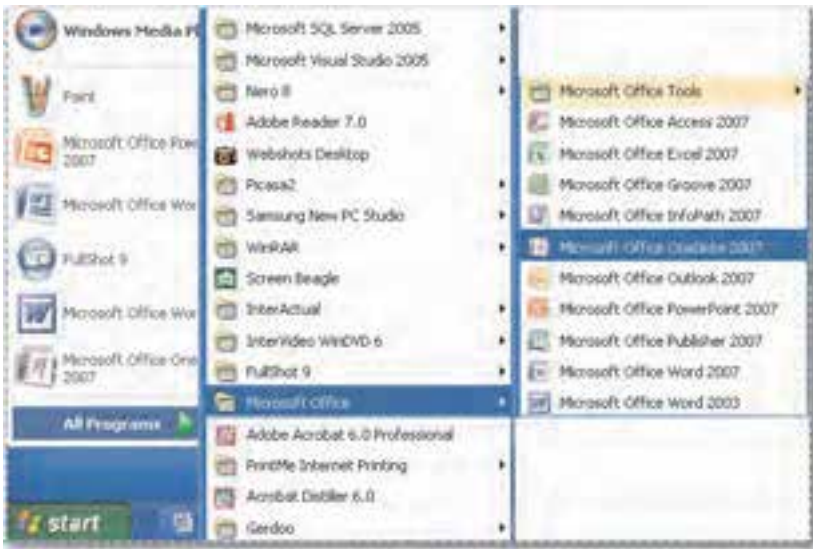 Windows Media Pl
Paint
Microsoft Office Pow
2007
Microsoft Office Wor
FullShot 9
Microsoft Office Wor
Microsoft Office One
2007
All Programs
start
Microsoft SQL Server 2005
Microsoft Visual Studio 2005
Nero 8
Adobe Reader 7.0
Webshots Desktop
Picasa2
Samsung New PC Studio
WinRAR
Screen Beagle
InterActual
InterVideo WinDVD 6
FullShot 9
Microsoft Office
Adobe Acrobat 6.0 Professional
PrintMe Internet Printing
Acrobat Distiller 6.0
Gerdoo
Microsoft Office Tools
Microsoft Office Access 2007
Microsoft Office Excel 2007
Microsoft Office Groove 2007
Microsoft Office InfoPath 2007
Microsoft Office OneNote 2007
Microsoft Office Outlook 2007
Microsoft Office PowerPoint 2007
Microsoft Office Publisher 2007
Microsoft Office Word 2007
Microsoft Office Word 2003